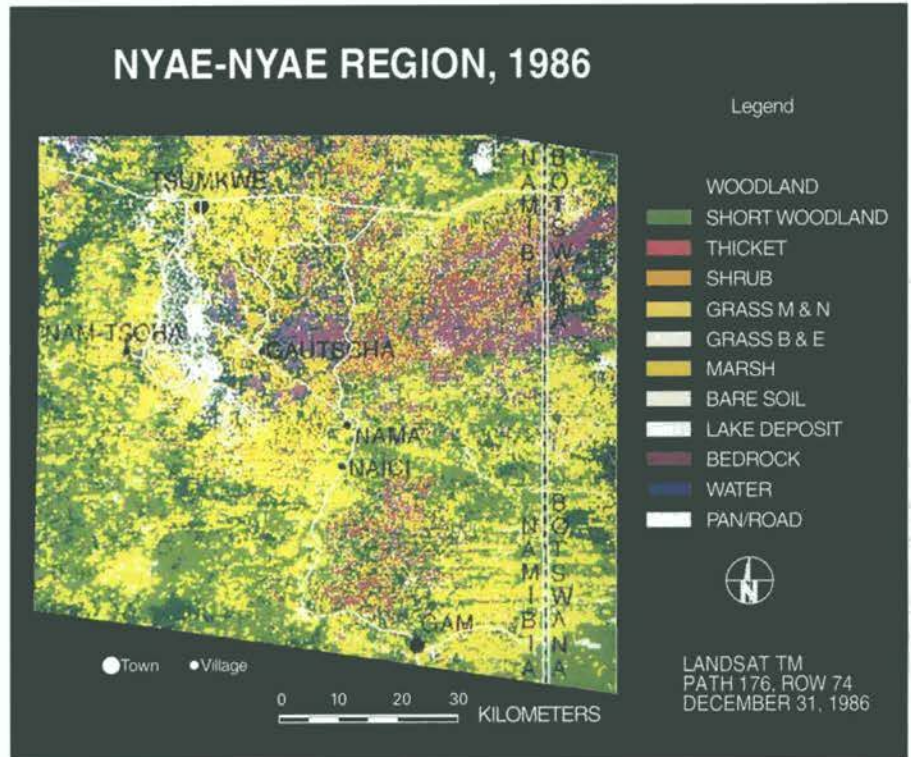 NYAE-NYAE REGION, 1986
Legend
WOODLAND
SHORT WOODLAND
THICKET
SHRUB
GRASS M & N
GRASS B & E
MARSH
BARE SOIL
LAKE DEPOSIT
BEDROCK
WATER
PAN/ROAD
TSUMKWE
NAMIBIA
BOTSWANA
NAM-TSOHA
GAUTSCHA
NAMA
NAICI
NAMIBIA
BOTSWANA
GAM
N
Town
Village
0 10 20 30
KILOMETERS
LANDSAT TM
PATH 176, ROW 74
DECEMBER 31, 1986